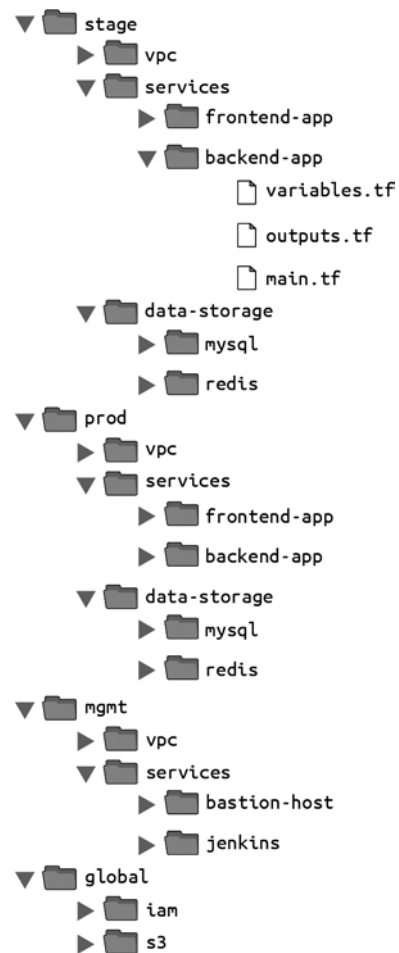 stage
vpc
services
frontend-app
backend-app
variables.tf
outputs.tf
main.tf
data-storage
mysql
redis
prod
vpc
services
frontend-app
backend-app
data-storage
mysql
redis
mgmt
vpc
services
bastion-host
jenkins
global
iam
s3